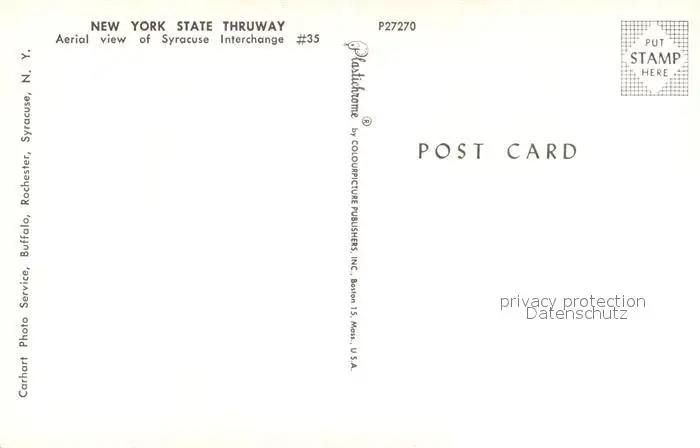 NEW YORK STATE THRUWAY
Aerial view of Syracuse Interchange #35
Carhart Photo Service, Buffalo, Rochester, Syracuse, N. Y.
Plastichrome ® by COLOURPICTURE PUBLISHERS, INC., Boston 15, Mass., U.S.A.
P27270
PUT
STAMP
HERE
POST CARD
privacy protection
Datenschutz